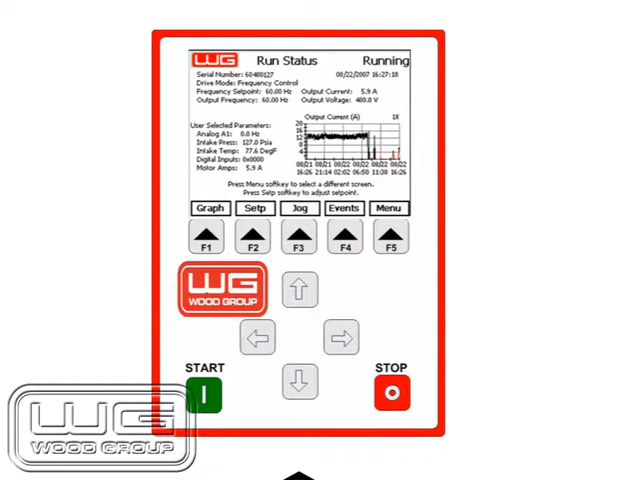 WG Run Status Running
Serial Number: 60480127 08/22/2007 16:27:18
Drive Mode: Frequency Control
Frequency Setpoint: 60.00 Hz Output Current: 5.9 A
Output Frequency: 60.00 Hz Output Voltage: 480.0 V
Output Current (A) 1X
User Selected Parameters:
Analog A1: 0.0 Hz
Intake Press: 127.0 Psia
Intake Temp: 77.6 DegF
Digital Inputs: 0x0000
Motor Amps: 5.9 A
20
16
12
8
4
08/21 08/21 08/22 08/22 08/22 08/22
16:26 21:14 02:02 06:50 11:38 16:26
Press Menu softkey to select a different screen.
Press Setp softkey to adjust setpoint.
Graph Setp Jog Events Menu
F1 F2 F3 F4 F5
WG
WOOD GROUP
START STOP
WG
WOOD GROUP